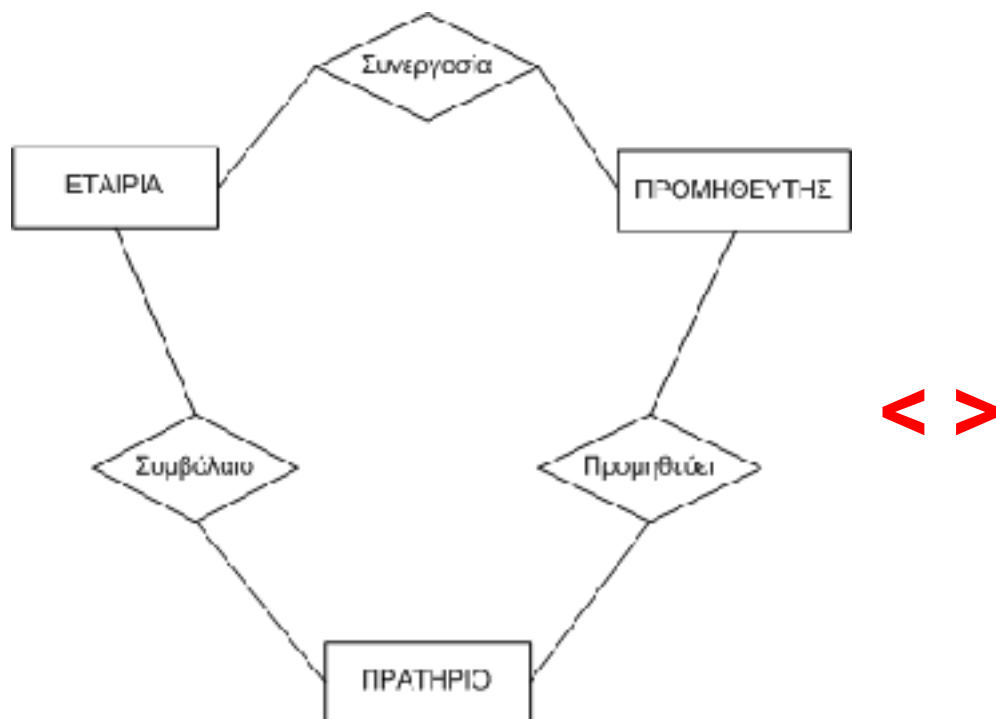 Συνεργασία
ΕΤΑΙΡΙΑ
ΠΡΟΜΗΘΕΥΤΗΣ
< >
Συμβόλαιο
Προμηθεύει
ΠΡΑΤΗΡΙΟ